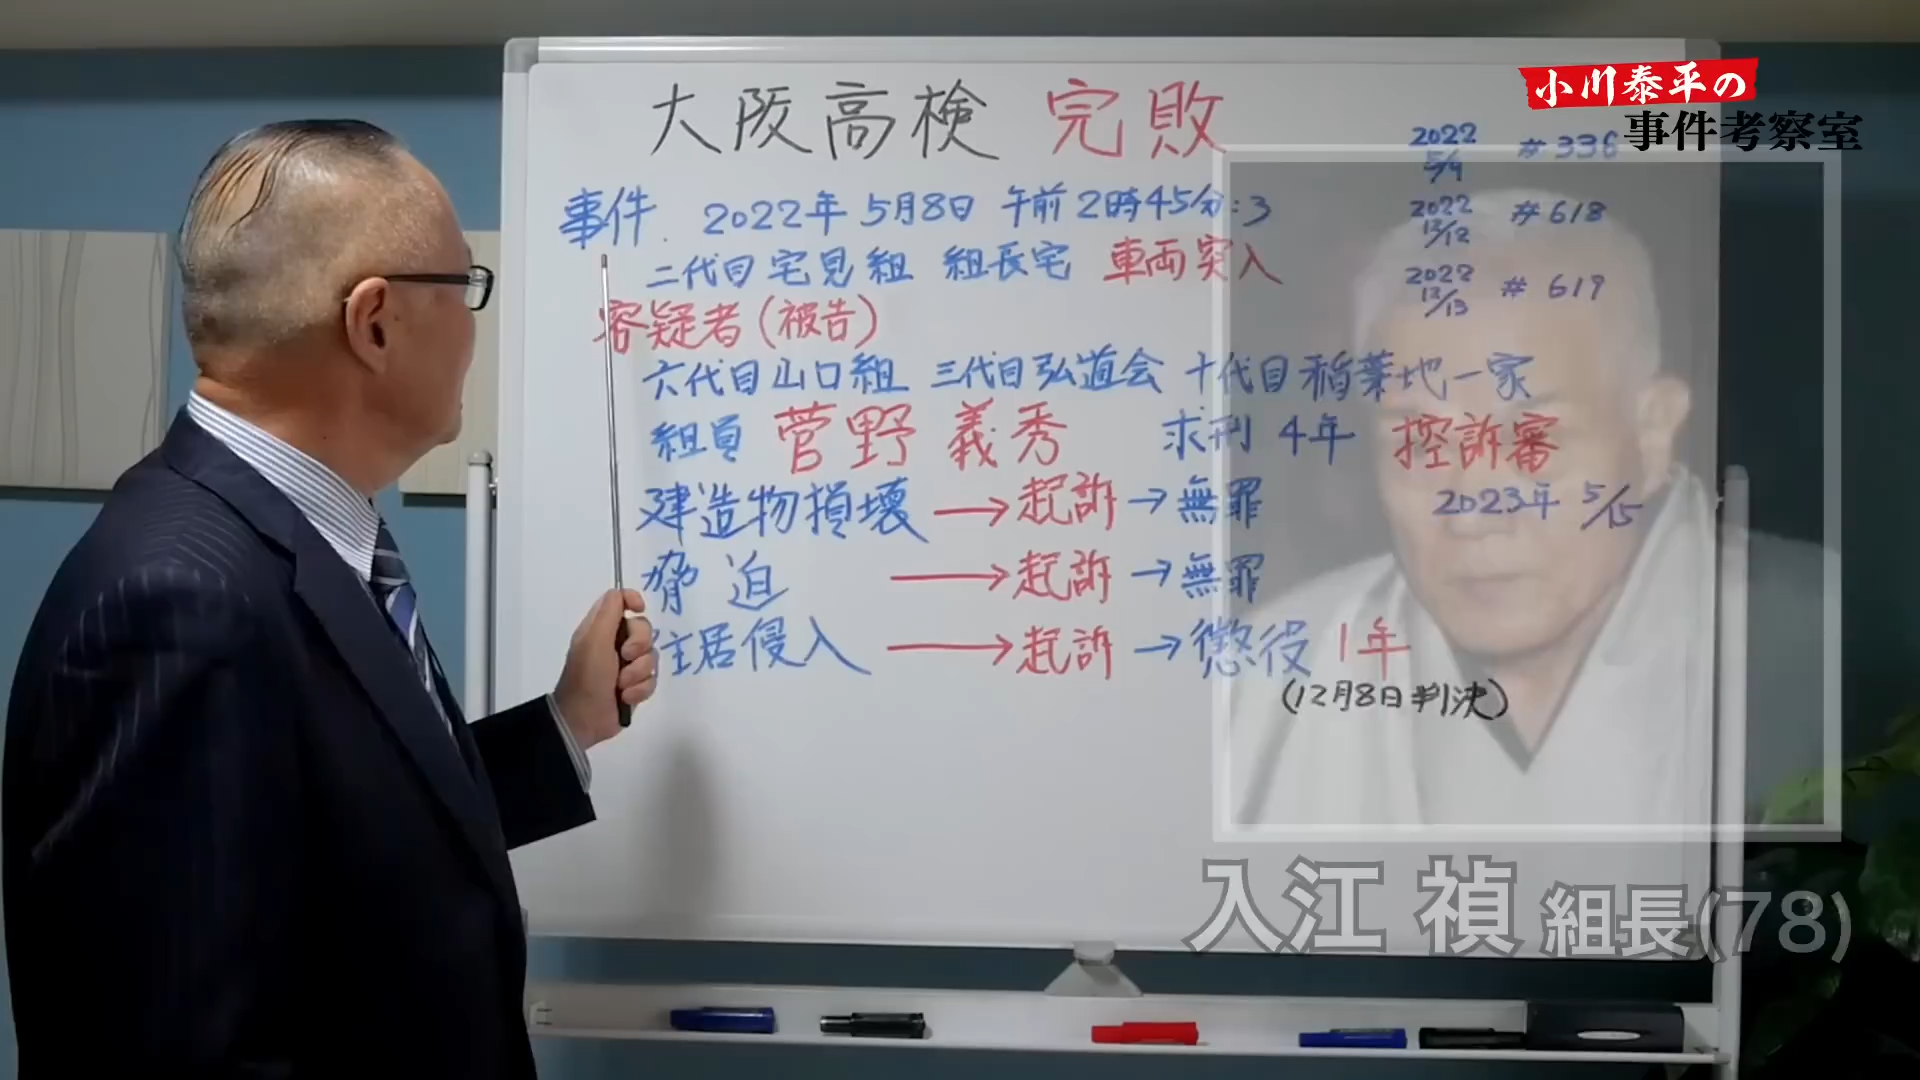 小川泰平の
事件考察室
大阪高検 完敗
2022 5/9 #336
2022 12/12 #618
2022 12/13 #619
事件. 2022年 5月8日 午前2時45分:3
二代目宅見組 組長宅 車両突入
容疑者(被告)
六代目山口組 三代目弘道会 十代目稲葉地一家
組員 菅野 義秀 求刑 4年 控訴審
2023年 5/15
建造物損壊→起訴→無罪
脅迫→起訴→無罪
住居侵入→起訴→懲役 1年
(12月8日判決)
入江 禎 組長(78)